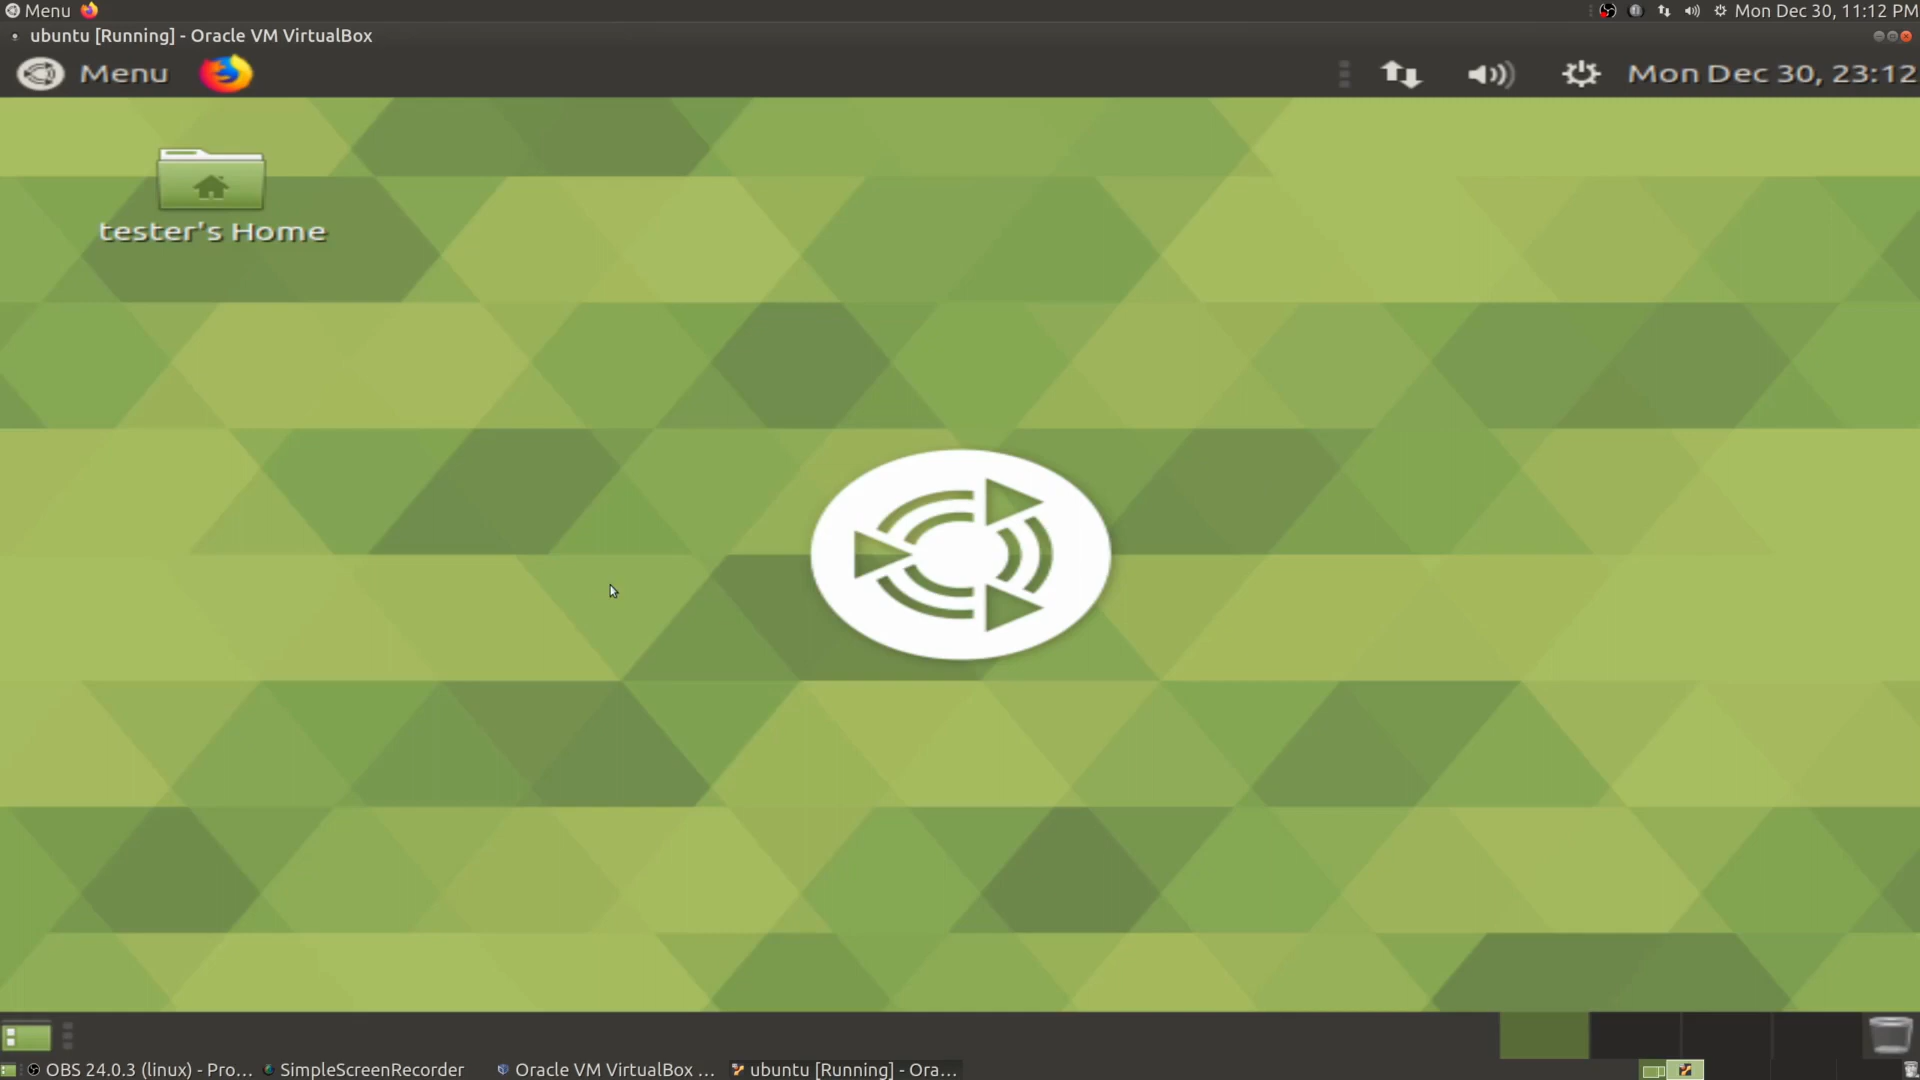 Menu
Mon Dec 30, 11:12 PM
ubuntu [Running] - Oracle VM VirtualBox
Menu
Mon Dec 30, 23:12
tester's Home
OBS 24.0.3 (linux) - Pro...
SimpleScreenRecorder
Oracle VM VirtualBox ...
ubuntu [Running] - Ora...